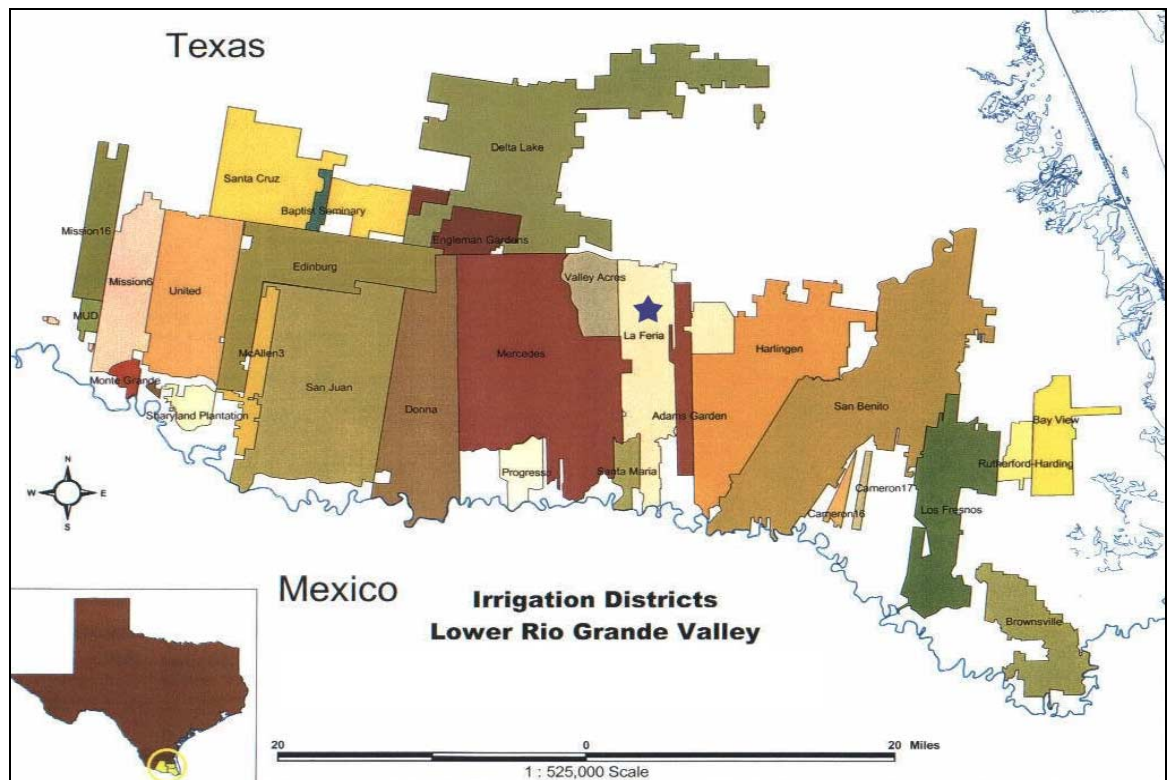 Texas
Delta Lake
Santa Cruz
Baptist Seminary
Mission16
Engleman Gardens
Edinburg
Valley Acres
Mission6
United
MUD
La Feria
Harlingen
McAllen3
Mercedes
Monte Grande
San Juan
Donna
Adams Garden
San Benito
Sharyland Plantation
Bay View
Progreso
Santa Maria
Rutherford-Harding
Cameron17
Cameron16
Los Fresnos
N
W
E
S
Mexico
Irrigation Districts
Lower Rio Grande Valley
Brownsville
20
0
20 Miles
1 : 525,000 Scale